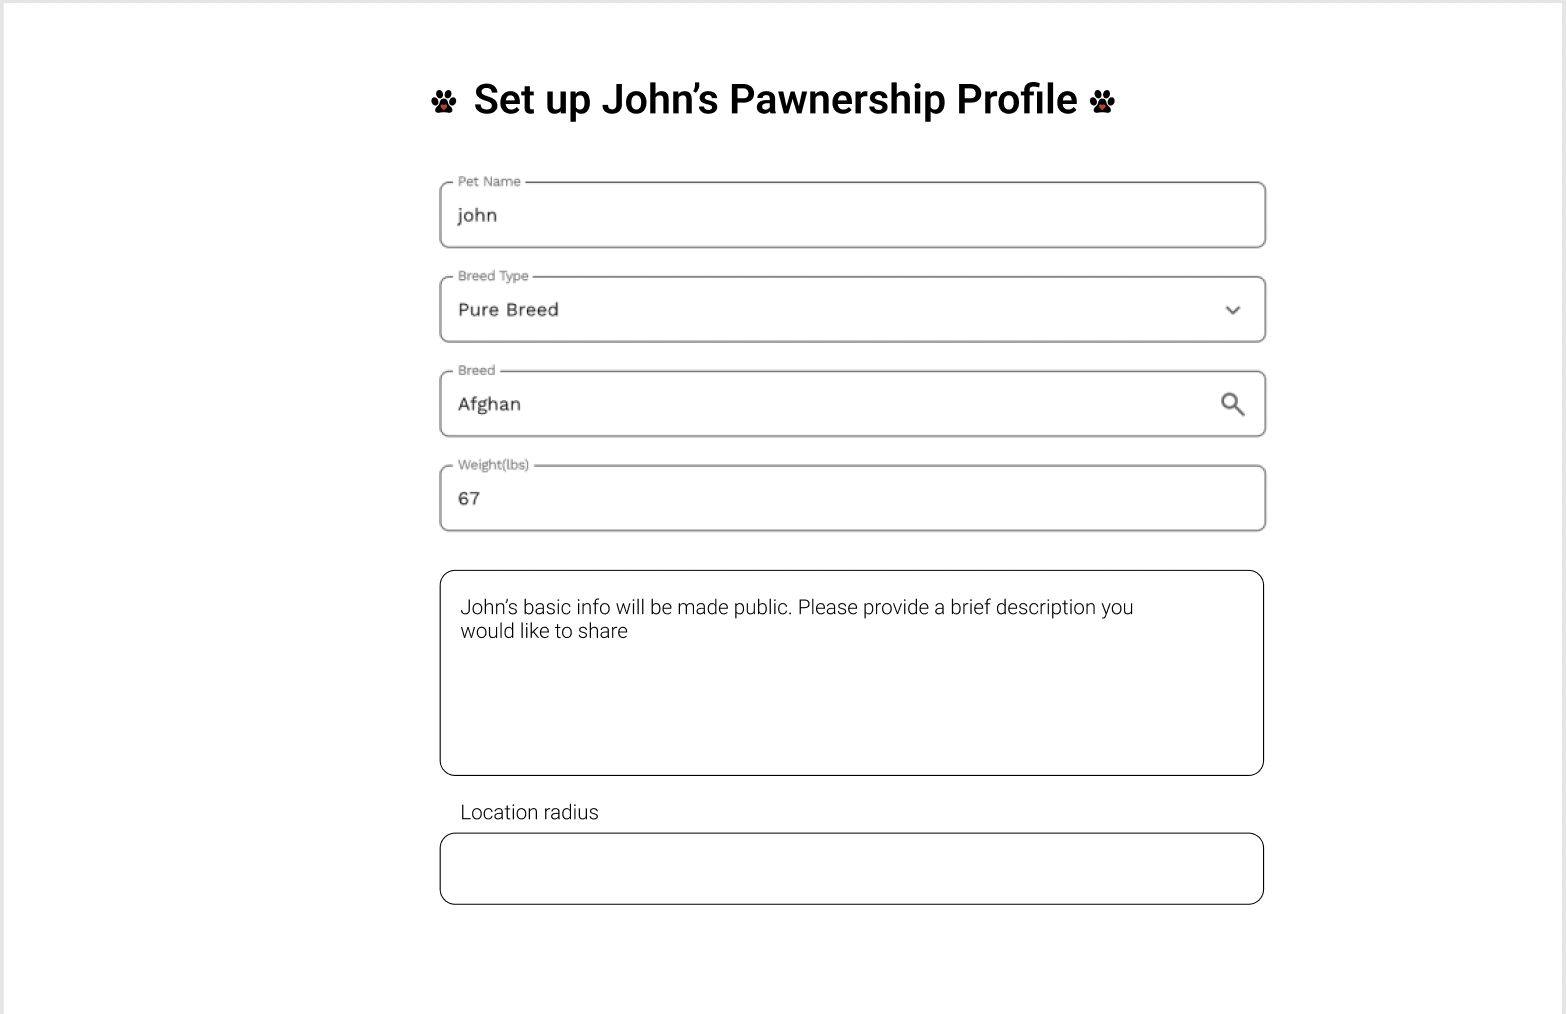 Set up John’s Pawnership Profile
Pet Name
john
Breed Type
Pure Breed
Breed
Afghan
Weight(lbs)
67
John’s basic info will be made public. Please provide a brief description you
would like to share
Location radius